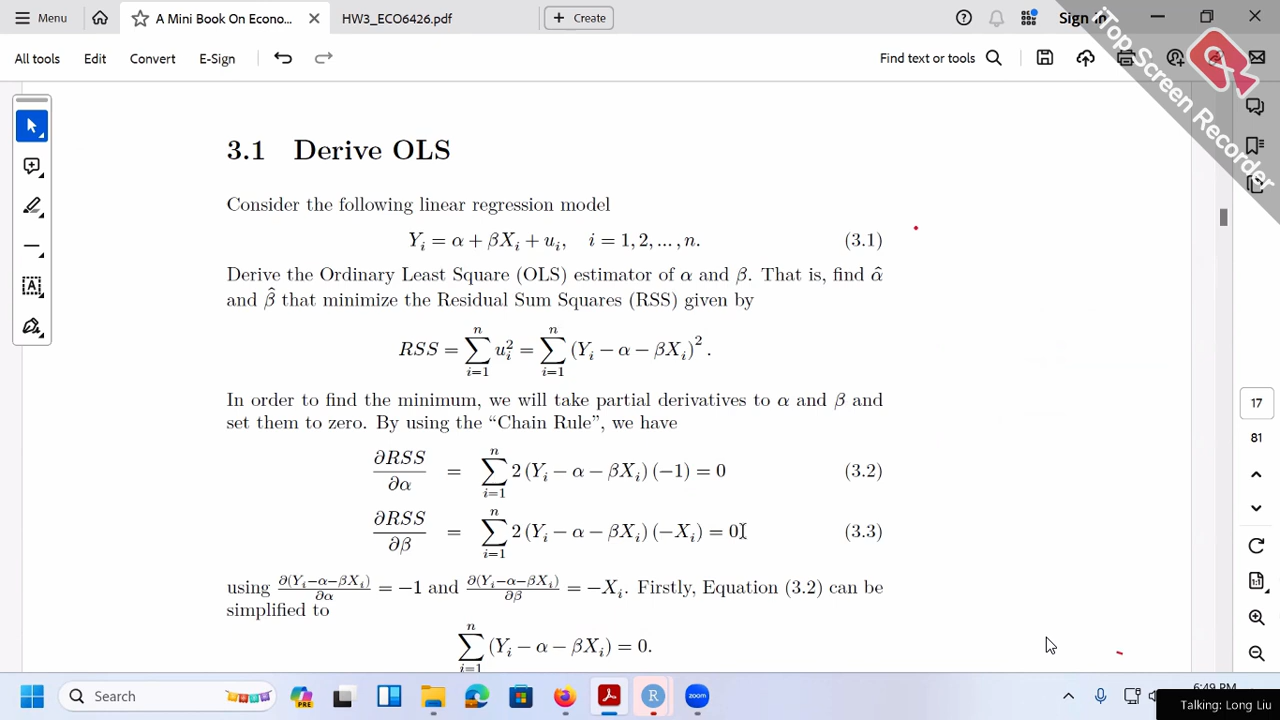 Menu
A Mini Book On Econo...
HW3_ECO6426.pdf
Create
Sign in
All tools Edit Convert E-Sign
Find text or tools
iTop Screen Recorder
3.1 Derive OLS
Consider the following linear regression model
Y_i = α + βX_i + u_i, i = 1, 2, ..., n. (3.1)
Derive the Ordinary Least Square (OLS) estimator of α and β. That is, find α̂
and β̂ that minimize the Residual Sum Squares (RSS) given by
RSS = ∑_{i=1}^{n} u_i^2 = ∑_{i=1}^{n} (Y_i − α − βX_i)^2.
In order to find the minimum, we will take partial derivatives to α and β and
set them to zero. By using the “Chain Rule”, we have
∂RSS/∂α = ∑_{i=1}^{n} 2 (Y_i − α − βX_i) (−1) = 0 (3.2)
∂RSS/∂β = ∑_{i=1}^{n} 2 (Y_i − α − βX_i) (−X_i) = 0 (3.3)
using ∂(Y_i−α−βX_i)/∂α = −1 and ∂(Y_i−α−βX_i)/∂β = −X_i. Firstly, Equation (3.2) can be
simplified to
∑_{i=1}^{n} (Y_i − α − βX_i) = 0.
17
81
Search
PRE
R
zoom
6:49 PM
Talking: Long Liu